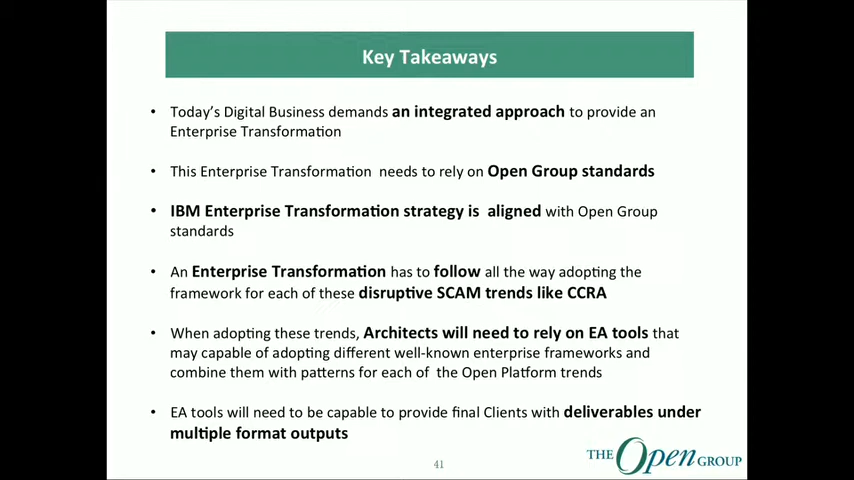 Key Takeaways
• Today's Digital Business demands an integrated approach to provide an
Enterprise Transformation
• This Enterprise Transformation needs to rely on Open Group standards
• IBM Enterprise Transformation strategy is aligned with Open Group
standards
• An Enterprise Transformation has to follow all the way adopting the
framework for each of these disruptive SCAM trends like CCRA
• When adopting these trends, Architects will need to rely on EA tools that
may capable of adopting different well-known enterprise frameworks and
combine them with patterns for each of the Open Platform trends
• EA tools will need to be capable to provide final Clients with deliverables under
multiple format outputs
41
THE Open GROUP